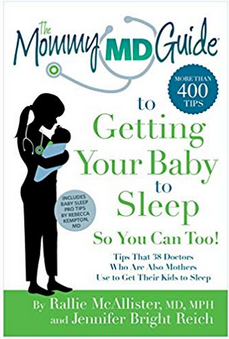 The
Mommy MD Guide®
to
MORE THAN
400
TIPS
Getting
Your Baby
to
Sleep
So You Can Too!
INCLUDES
BABY SLEEP
PRO TIPS
BY REBECCA
KEMPTON,
MD
Tips That 38 Doctors
Who Are Also Mothers
Use to Get Their Kids to Sleep
By Rallie McAllister, MD, MPH
and Jennifer Bright Reich